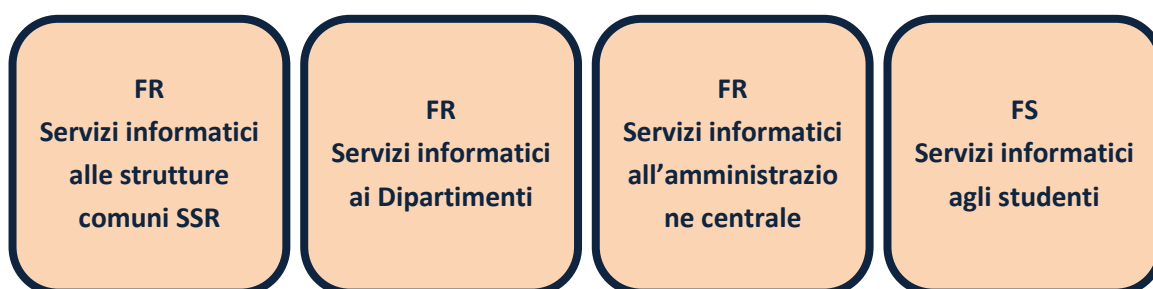 FR
Servizi informatici
alle strutture
comuni SSR
FR
Servizi informatici
ai Dipartimenti
FR
Servizi informatici
all’amministrazio
ne centrale
FS
Servizi informatici
agli studenti